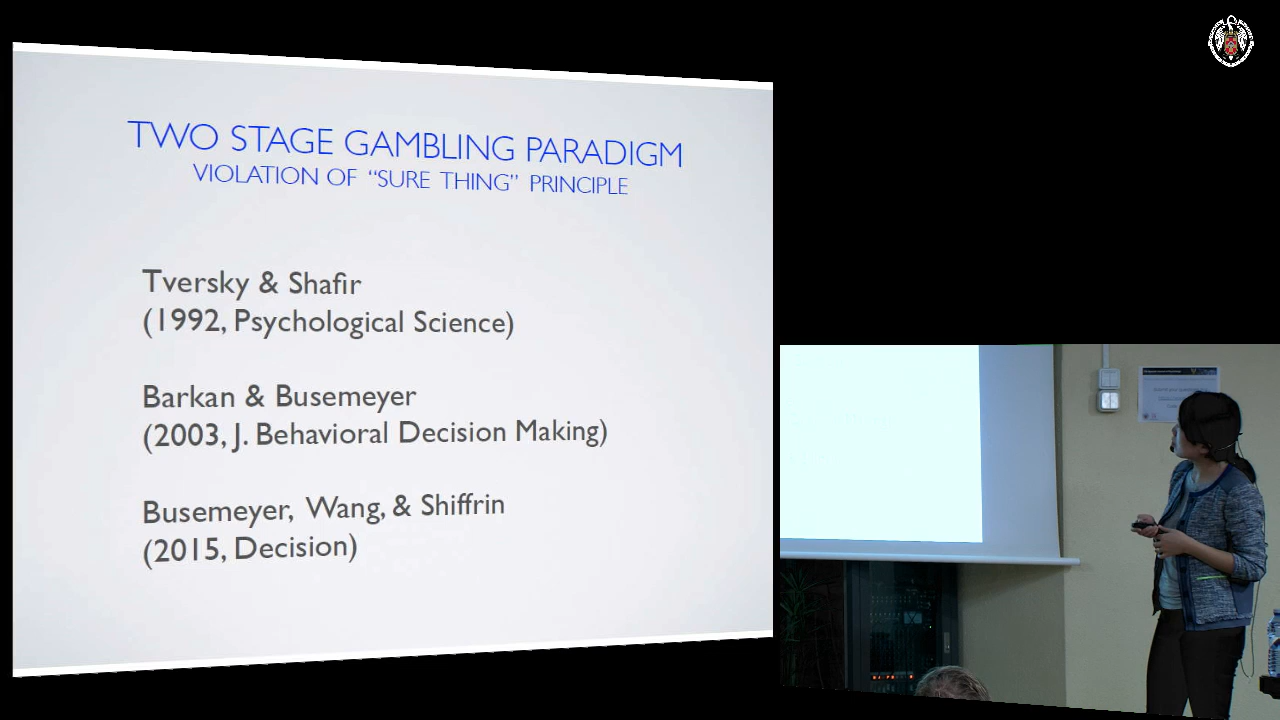 TWO STAGE GAMBLING PARADIGM
VIOLATION OF “SURE THING” PRINCIPLE
Tversky & Shafir
(1992, Psychological Science)
Barkan & Busemeyer
(2003, J. Behavioral Decision Making)
Busemeyer, Wang, & Shiffrin
(2015, Decision)